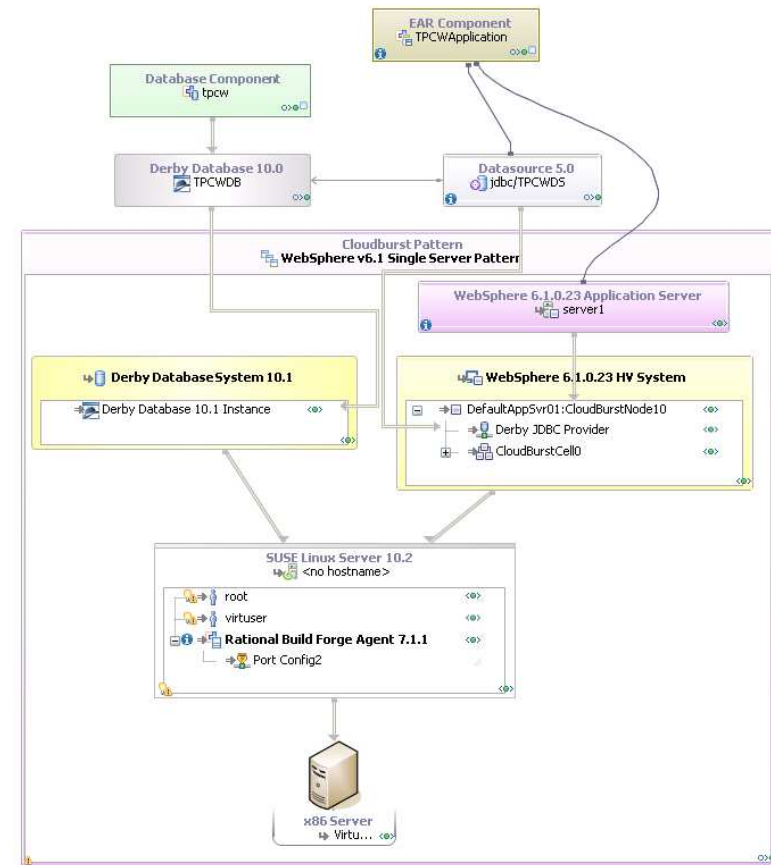 EAR Component
TPCWApplication
Database Component
tpcw
Derby Database 10.0
TPCWDB
Datasource 5.0
jdbc/TPCWDS
Cloudburst Pattern
WebSphere v6.1 Single Server Pattern
WebSphere 6.1.0.23 Application Server
server1
Derby Database System 10.1
Derby Database 10.1 Instance
WebSphere 6.1.0.23 HV System
DefaultAppSvr01:CloudBurstNode10
Derby JDBC Provider
CloudBurstCell0
SUSE Linux Server 10.2
<no hostname>
root
virtuser
Rational Build Forge Agent 7.1.1
Port Config2
x86 Server
Virtu...